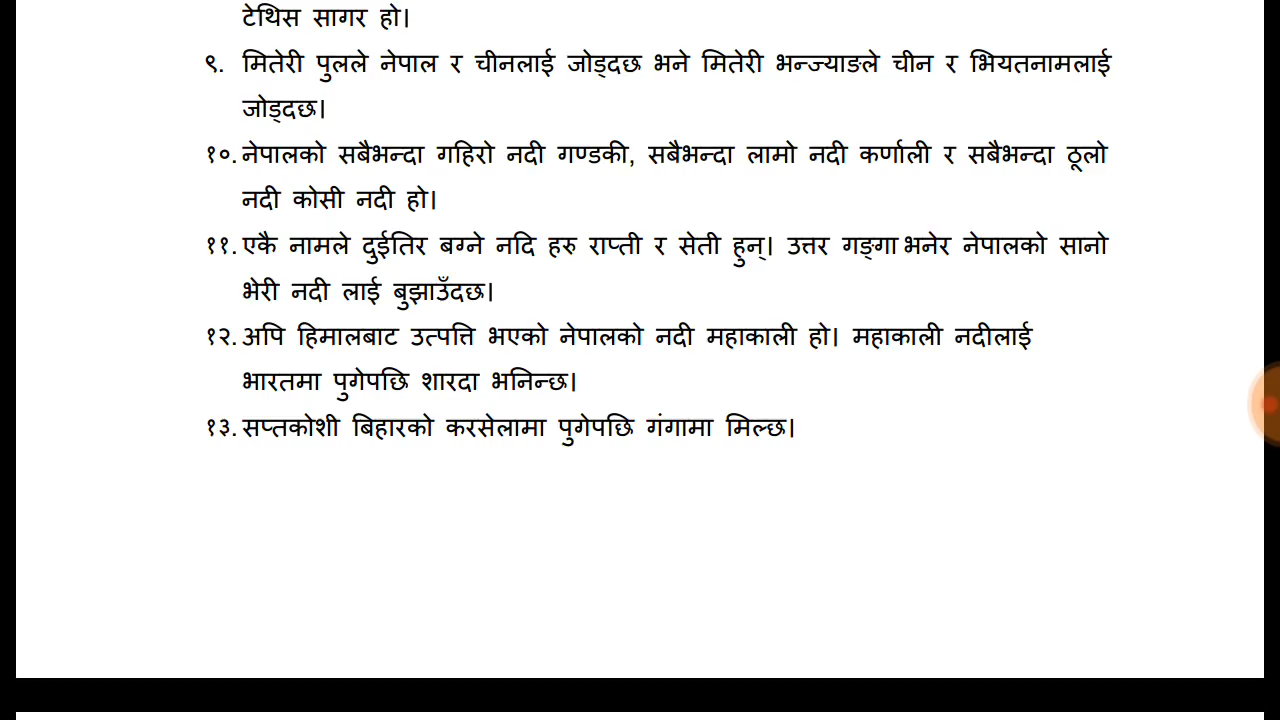 टेथिस सागर हो।
९. मितेरी पुलले नेपाल र चीनलाई जोड्दछ भने मितेरी भन्ज्याङले चीन र भियतनामलाई
जोड्दछ।
१०. नेपालको सबैभन्दा गहिरो नदी गण्डकी, सबैभन्दा लामो नदी कर्णाली र सबैभन्दा ठूलो
नदी कोसी नदी हो।
११. एकै नामले दुईतिर बग्ने नदि हरु राप्ती र सेती हुन्। उत्तर गङ्गा भनेर नेपालको सानो
भेरी नदी लाई बुझाउँदछ।
१२. अपि हिमालबाट उत्पत्ति भएको नेपालको नदी महाकाली हो। महाकाली नदीलाई
भारतमा पुगेपछि शारदा भनिन्छ।
१३. सप्तकोशी बिहारको करसेलामा पुगेपछि गंगामा मिल्छ।